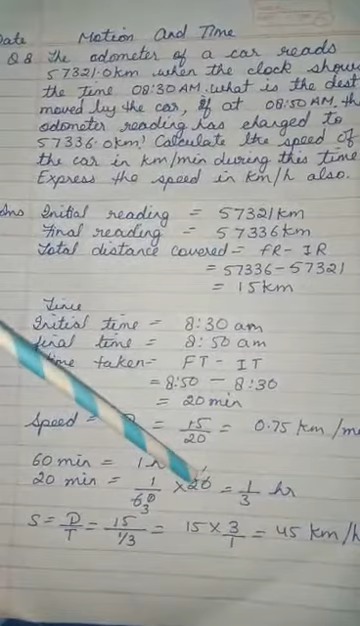 Date Motion And Time
Q8 The odometer of a car reads
57321.0km when the clock shows
the time 08:30 AM. what is the dest
moved by the car, if at 08:50 AM, the
odometer reading has changed to
57336.0km? Calculate the speed of
the car in km/min during this time
Express the speed in km/h also.
Ans Initial reading = 57321km
Final reading = 57336km
Total distance covered = FR - IR
= 57336 - 57321
= 15km
Time
Initial time = 8:30 am
final time = 8:50 am
time taken = FT - IT
= 8:50 - 8:30
= 20 min
Speed = = 15/20 = 0.75 km/m
60 min = 1 h
20 min = 1/60 × 20 = 1/3 hr
S = D/T = 15/1/3 = 15 × 3/1 = 45 km/h